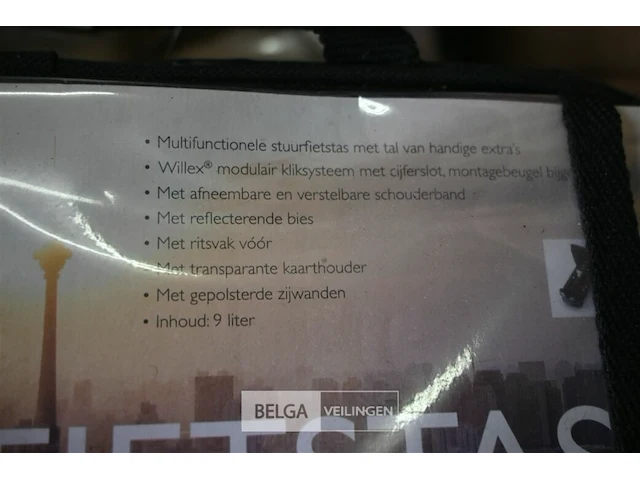 • Multifunctionele stuurfietstas met tal van handige extra's
• Willex® modulair kliksysteem met cijferslot, montagebeugel
• Met afneembare en verstelbare schouderband
• Met reflecterende bies
• Met ritsvak vóór
• Met transparante kaarthouder
• Met gepolsterde zijwanden
• Inhoud: 9 liter
BELGA VEILINGEN
FIETSTAS